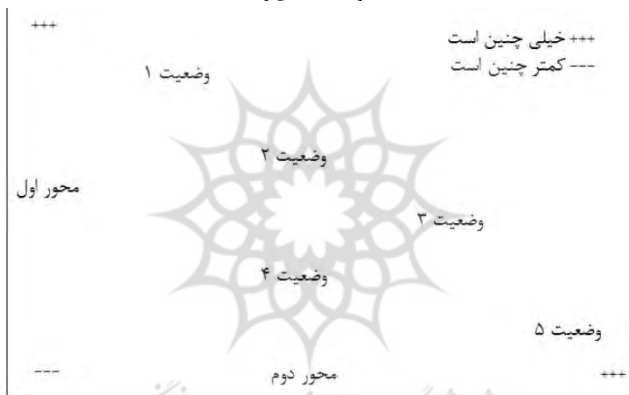 +++
+++ خیلی چنین است
--- کمتر چنین است
وضعیت ۱
وضعیت ۲
محور اول
وضعیت ۳
وضعیت ۴
وضعیت ۵
---
محور دوم
+++